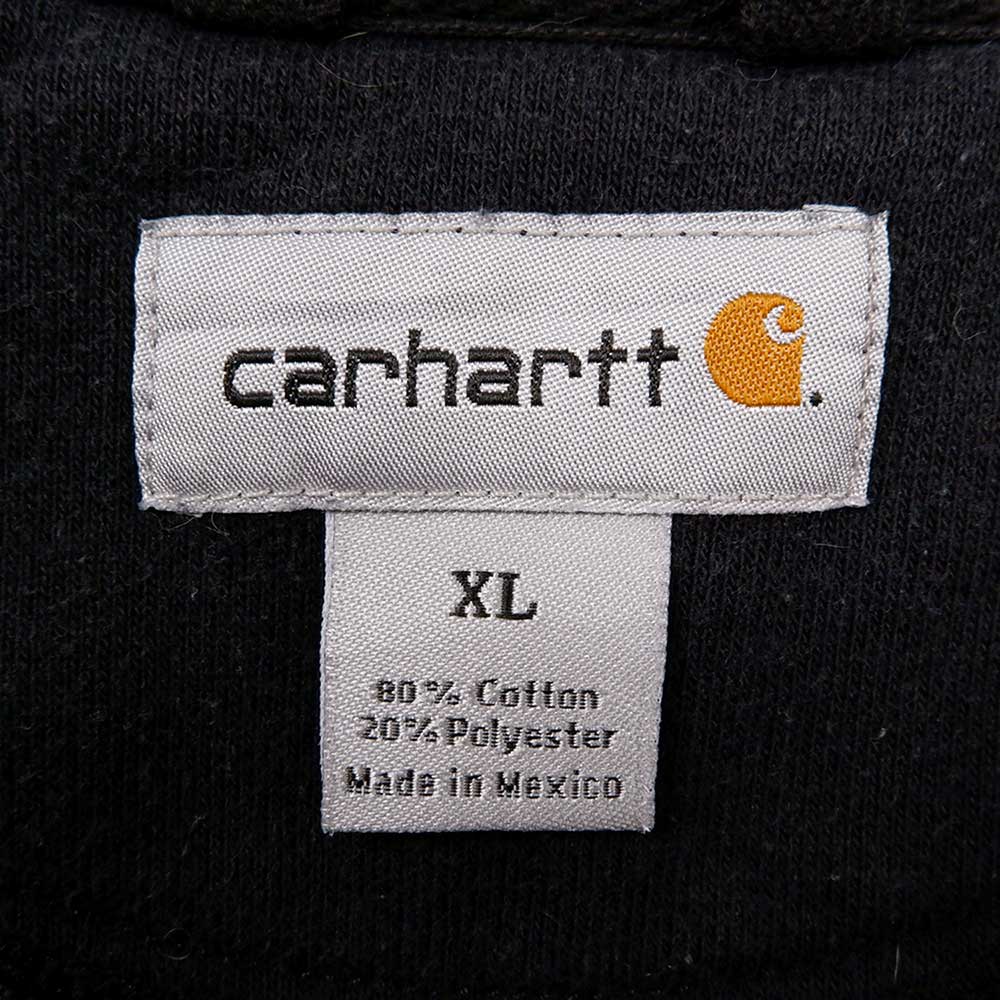 carhartt
XL
80% Cotton
20% Polyester
Made in Mexico